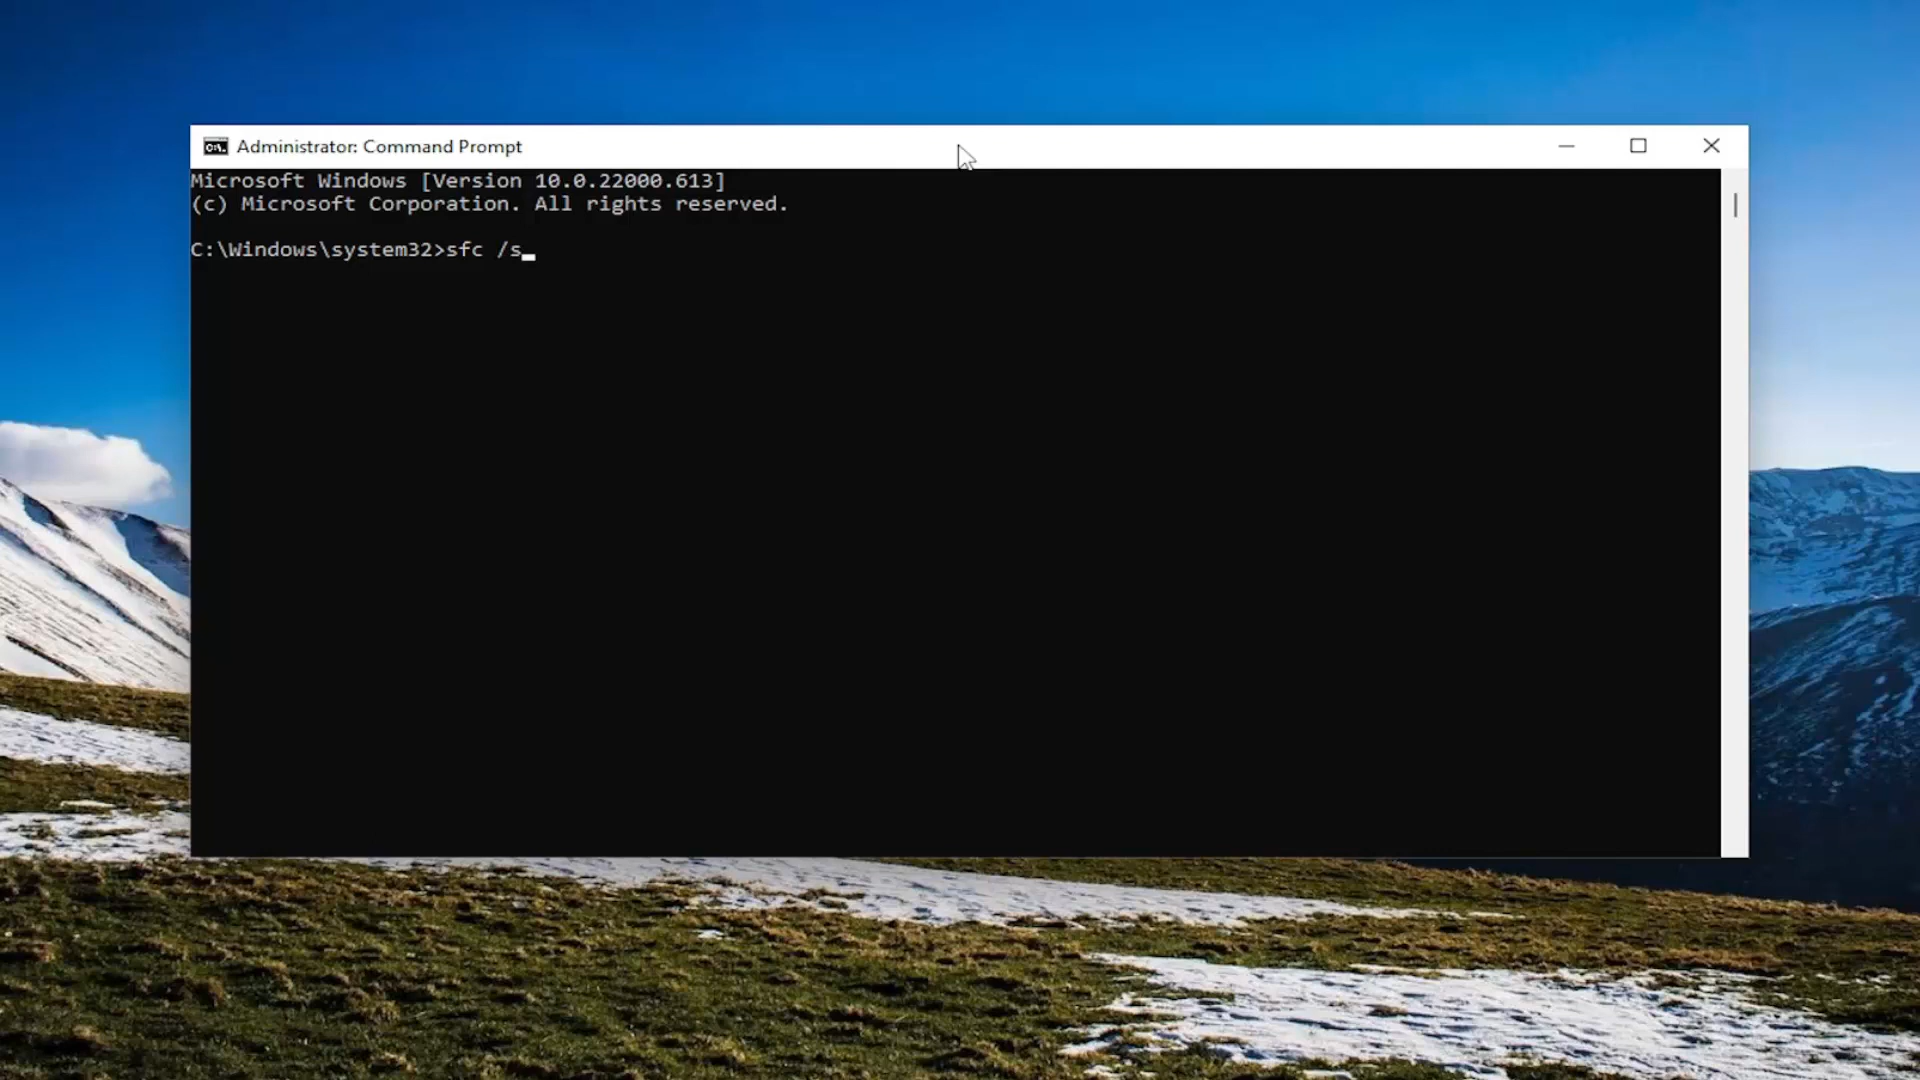 Administrator: Command Prompt
Microsoft Windows [Version 10.0.22000.613]
(c) Microsoft Corporation. All rights reserved.
C:\Windows\system32>sfc /s